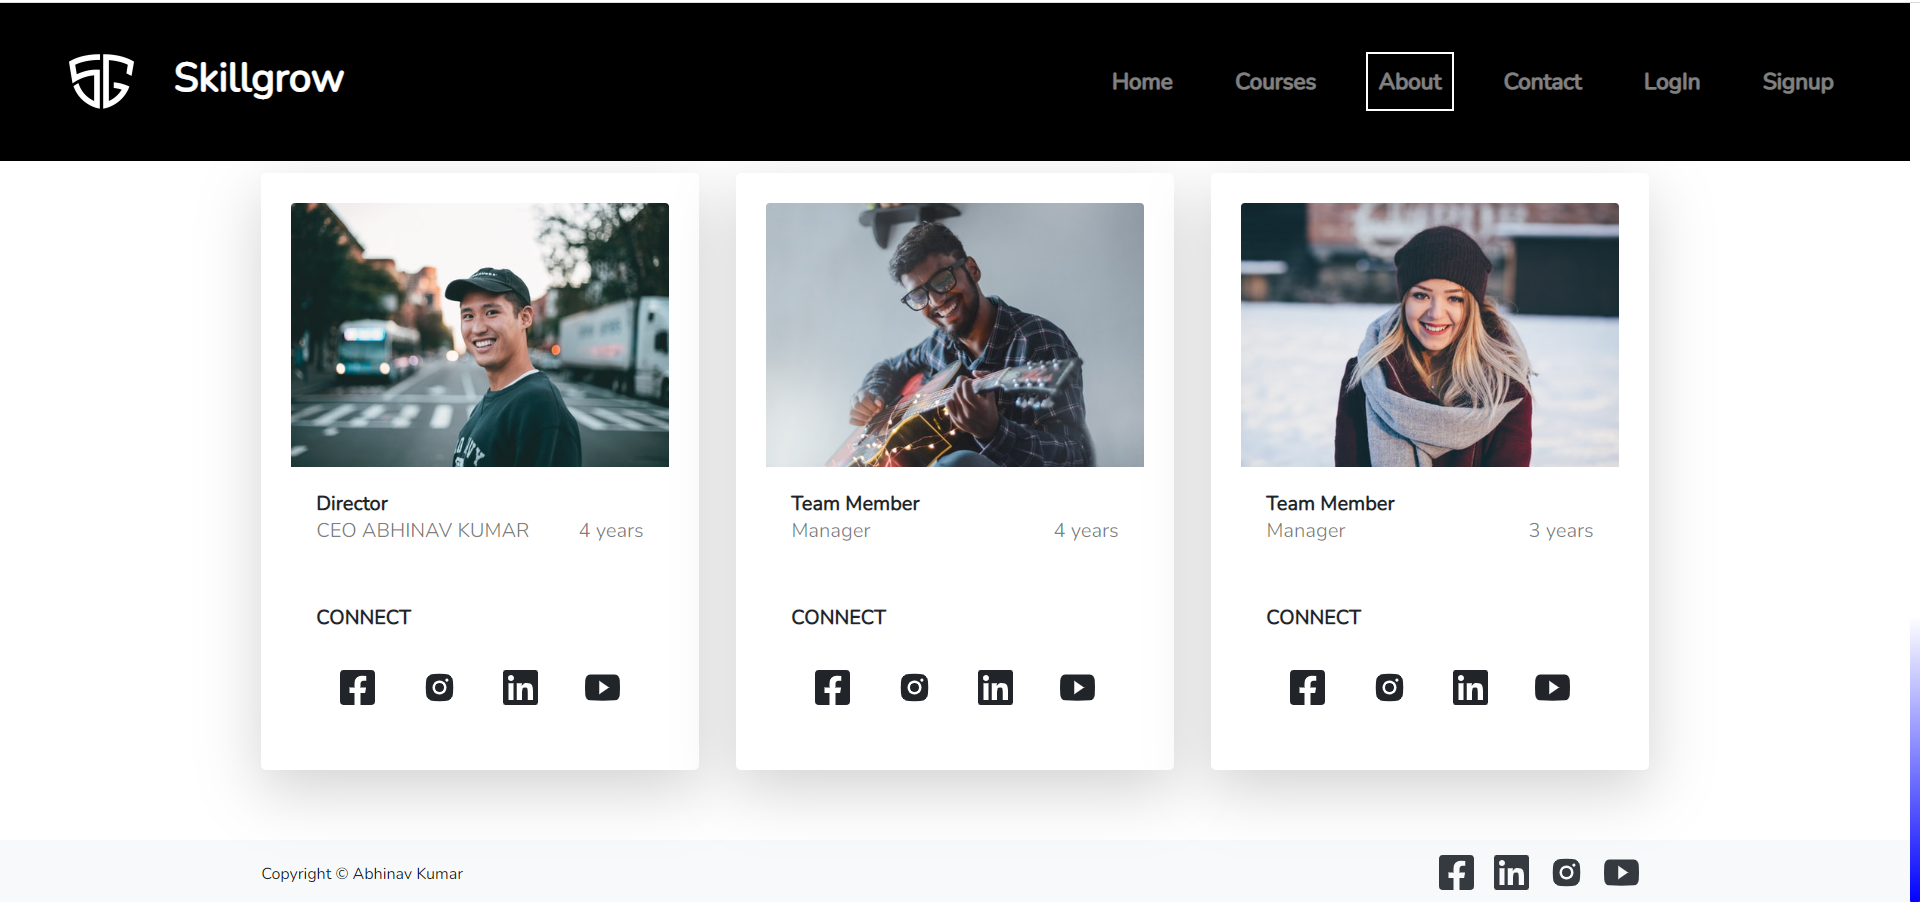 SG Skillgrow
Home Courses About Contact LogIn Signup
Director
CEO ABHINAV KUMAR 4 years
CONNECT
Team Member
Manager 4 years
CONNECT
Team Member
Manager 3 years
CONNECT
Copyright © Abhinav Kumar